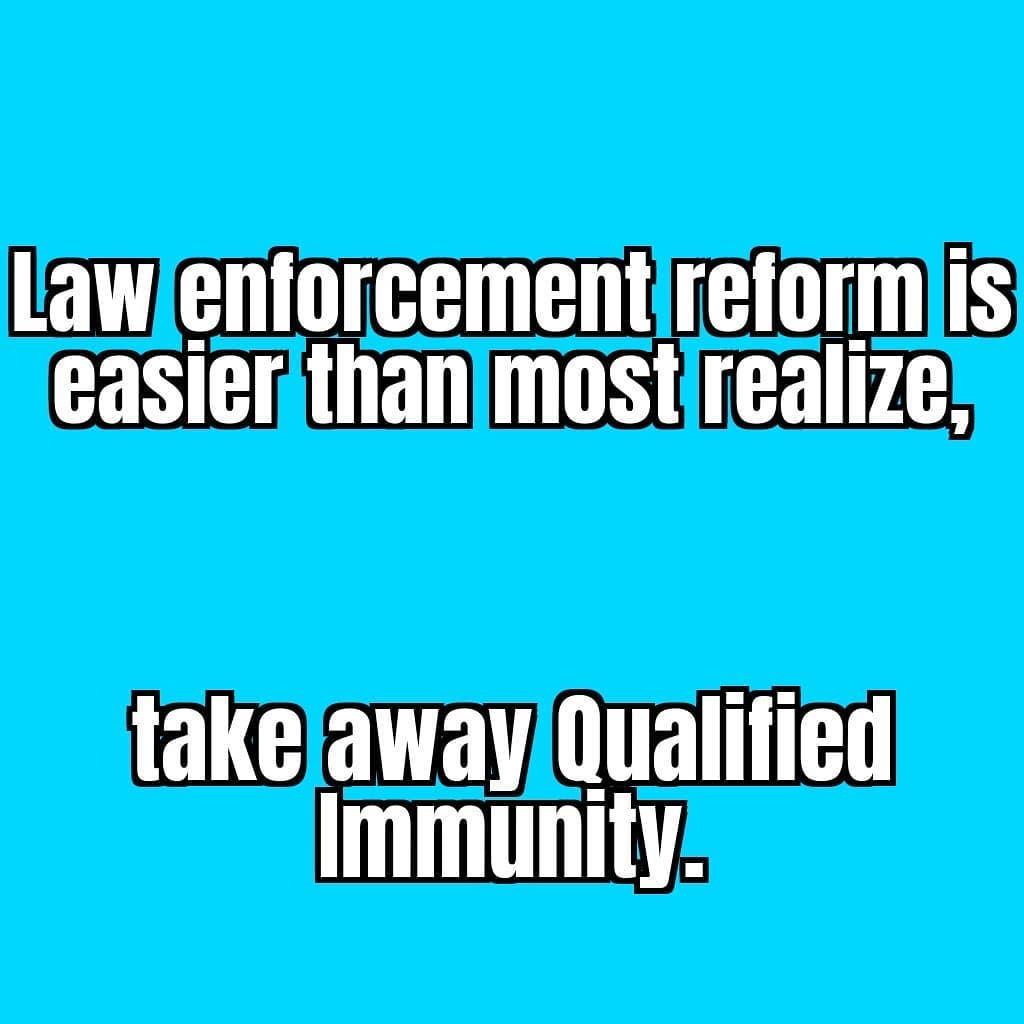 Law enforcement reform is
easier than most realize,
take away Qualified
Immunity.